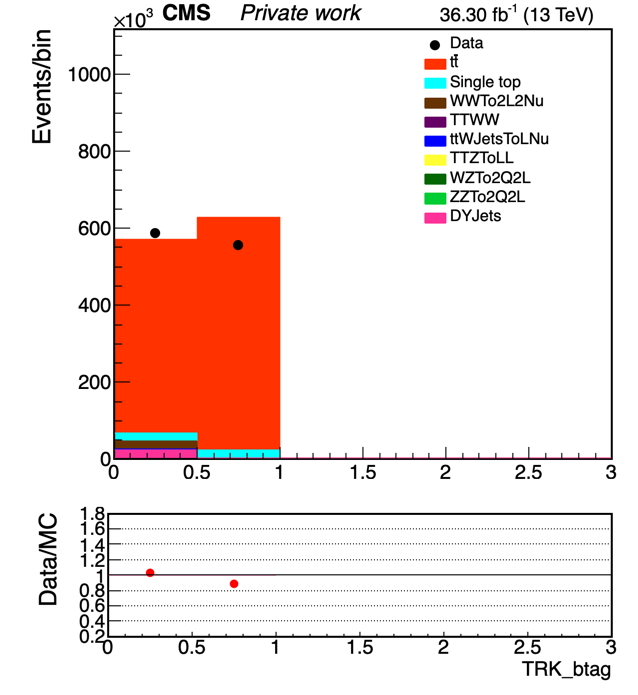 ×10³ CMS Private work 36.30 fb⁻¹ (13 TeV)
Events/bin
1000
800
600
400
200
0
0 0.5 1 1.5 2 2.5 3
Data
tt̄
Single top
WWTo2L2Nu
TTWW
ttWJetsToLNu
TTZToLL
WZTo2Q2L
ZZTo2Q2L
DYJets
Data/MC
1.8
1.6
1.4
1.2
1
0.8
0.6
0.4
0.2
0 0.5 1 1.5 2 2.5 3
TRK_btag